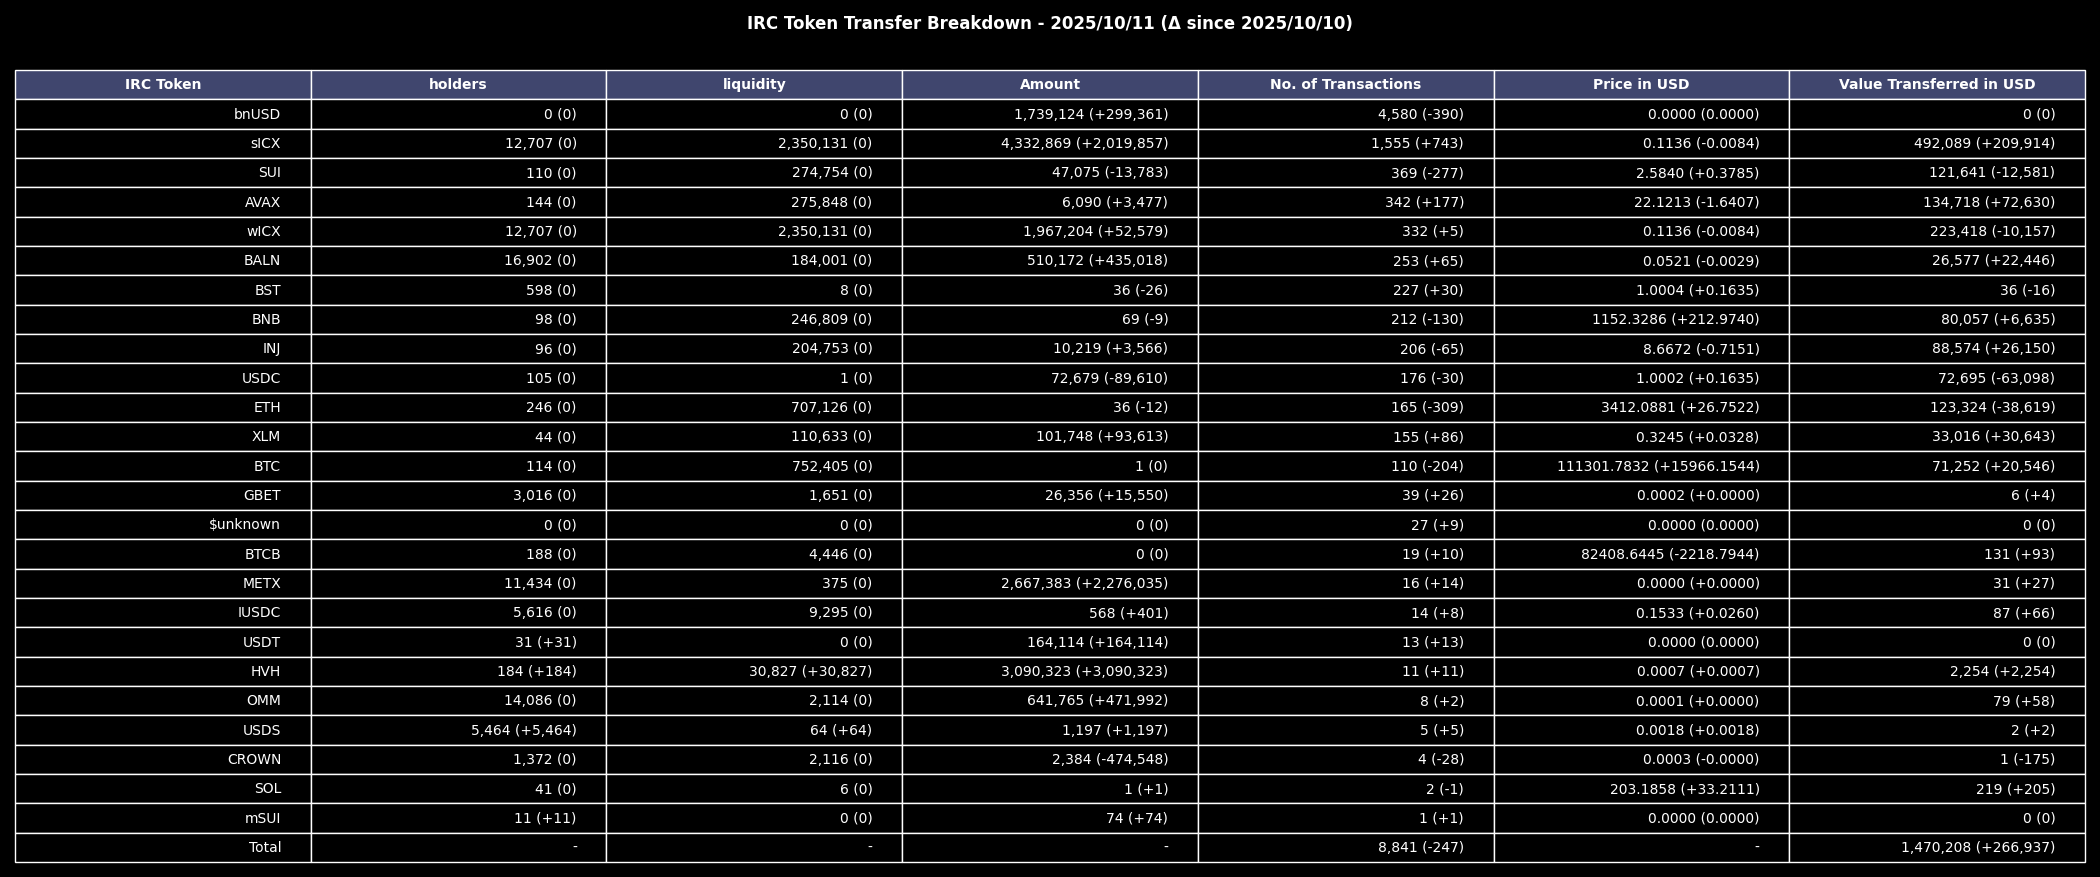 IRC Token Transfer Breakdown - 2025/10/11 (Δ since 2025/10/10)
IRC Token holders liquidity Amount No. of Transactions Price in USD Value Transferred in USD
bnUSD 0 (0) 0 (0) 1,739,124 (+299,361) 4,580 (-390) 0.0000 (0.0000) 0 (0)
sICX 12,707 (0) 2,350,131 (0) 4,332,869 (+2,019,857) 1,555 (+743) 0.1136 (-0.0084) 492,089 (+209,914)
SUI 110 (0) 274,754 (0) 47,075 (-13,783) 369 (-277) 2.5840 (+0.3785) 121,641 (-12,581)
AVAX 144 (0) 275,848 (0) 6,090 (+3,477) 342 (+177) 22.1213 (-1.6407) 134,718 (+72,630)
wICX 12,707 (0) 2,350,131 (0) 1,967,204 (+52,579) 332 (+5) 0.1136 (-0.0084) 223,418 (-10,157)
BALN 16,902 (0) 184,001 (0) 510,172 (+435,018) 253 (+65) 0.0521 (-0.0029) 26,577 (+22,446)
BST 598 (0) 8 (0) 36 (-26) 227 (+30) 1.0004 (+0.1635) 36 (-16)
BNB 98 (0) 246,809 (0) 69 (-9) 212 (-130) 1152.3286 (+212.9740) 80,057 (+6,635)
INJ 96 (0) 204,753 (0) 10,219 (+3,566) 206 (-65) 8.6672 (-0.7151) 88,574 (+26,150)
USDC 105 (0) 1 (0) 72,679 (-89,610) 176 (-30) 1.0002 (+0.1635) 72,695 (-63,098)
ETH 246 (0) 707,126 (0) 36 (-12) 165 (-309) 3412.0881 (+26.7522) 123,324 (-38,619)
XLM 44 (0) 110,633 (0) 101,748 (+93,613) 155 (+86) 0.3245 (+0.0328) 33,016 (+30,643)
BTC 114 (0) 752,405 (0) 1 (0) 110 (-204) 111301.7832 (+15966.1544) 71,252 (+20,546)
GBET 3,016 (0) 1,651 (0) 26,356 (+15,550) 39 (+26) 0.0002 (+0.0000) 6 (+4)
$unknown 0 (0) 0 (0) 0 (0) 27 (+9) 0.0000 (0.0000) 0 (0)
BTCB 188 (0) 4,446 (0) 0 (0) 19 (+10) 82408.6445 (-2218.7944) 131 (+93)
METX 11,434 (0) 375 (0) 2,667,383 (+2,276,035) 16 (+14) 0.0000 (+0.0000) 31 (+27)
IUSDC 5,616 (0) 9,295 (0) 568 (+401) 14 (+8) 0.1533 (+0.0260) 87 (+66)
USDT 31 (+31) 0 (0) 164,114 (+164,114) 13 (+13) 0.0000 (0.0000) 0 (0)
HVH 184 (+184) 30,827 (+30,827) 3,090,323 (+3,090,323) 11 (+11) 0.0007 (+0.0007) 2,254 (+2,254)
OMM 14,086 (0) 2,114 (0) 641,765 (+471,992) 8 (+2) 0.0001 (+0.0000) 79 (+58)
USDS 5,464 (+5,464) 64 (+64) 1,197 (+1,197) 5 (+5) 0.0018 (+0.0018) 2 (+2)
CROWN 1,372 (0) 2,116 (0) 2,384 (-474,548) 4 (-28) 0.0003 (-0.0000) 1 (-175)
SOL 41 (0) 6 (0) 1 (+1) 2 (-1) 203.1858 (+33.2111) 219 (+205)
mSUI 11 (+11) 0 (0) 74 (+74) 1 (+1) 0.0000 (0.0000) 0 (0)
Total - - - 8,841 (-247) - 1,470,208 (+266,937)